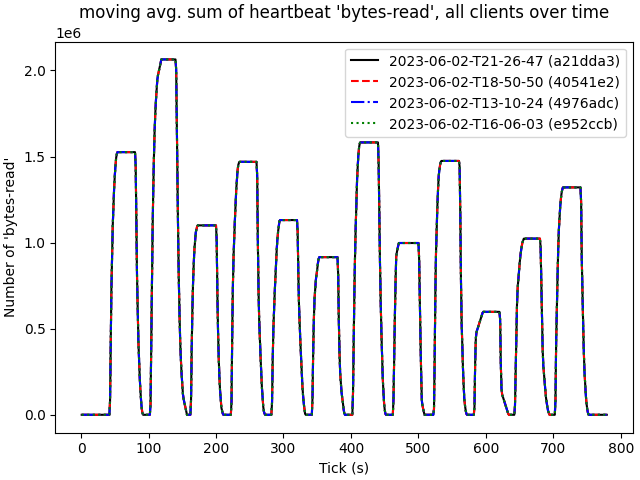 moving avg. sum of heartbeat 'bytes-read', all clients over time
1e6
2023-06-02-T21-26-47 (a21dda3)
2023-06-02-T18-50-50 (40541e2)
2023-06-02-T13-10-24 (4976adc)
2023-06-02-T16-06-03 (e952ccb)
2.0
1.5
1.0
0.5
0.0
Number of 'bytes-read'
0 100 200 300 400 500 600 700 800
Tick (s)